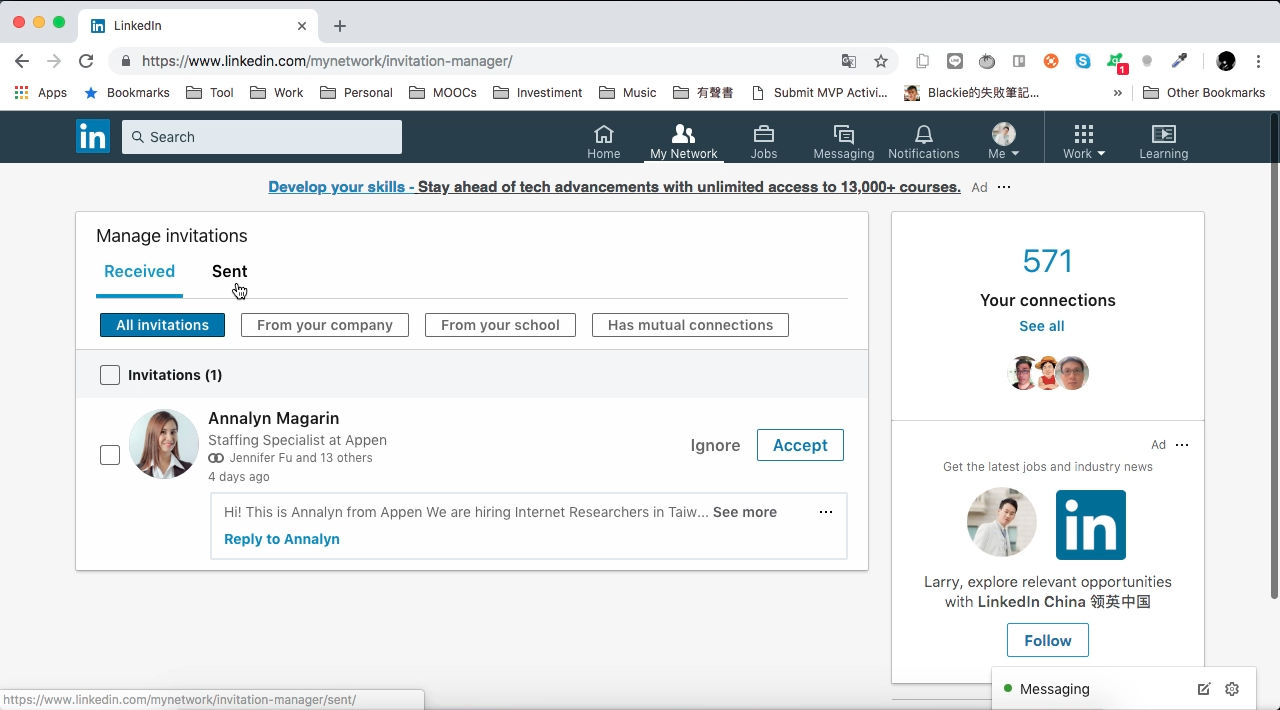 LinkedIn
https://www.linkedin.com/mynetwork/invitation-manager/
1
Apps Bookmarks Tool Work Personal MOOCs Investiment Music 有聲書 Submit MVP Activi... Blackie的失敗筆記... » Other Bookmarks
in Search Home My Network Jobs Messaging Notifications Me Work Learning
Develop your skills - Stay ahead of tech advancements with unlimited access to 13,000+ courses. Ad
Manage invitations
Received Sent
All invitations From your company From your school Has mutual connections
Invitations (1)
Annalyn Magarin
Staffing Specialist at Appen
Jennifer Fu and 13 others
4 days ago
Ignore Accept
Hi! This is Annalyn from Appen We are hiring Internet Researchers in Taiw... See more
Reply to Annalyn
571
Your connections
See all
Ad
Get the latest jobs and industry news
in
Larry, explore relevant opportunities
with LinkedIn China 领英中国
Follow
Messaging
https://www.linkedin.com/mynetwork/invitation-manager/sent/